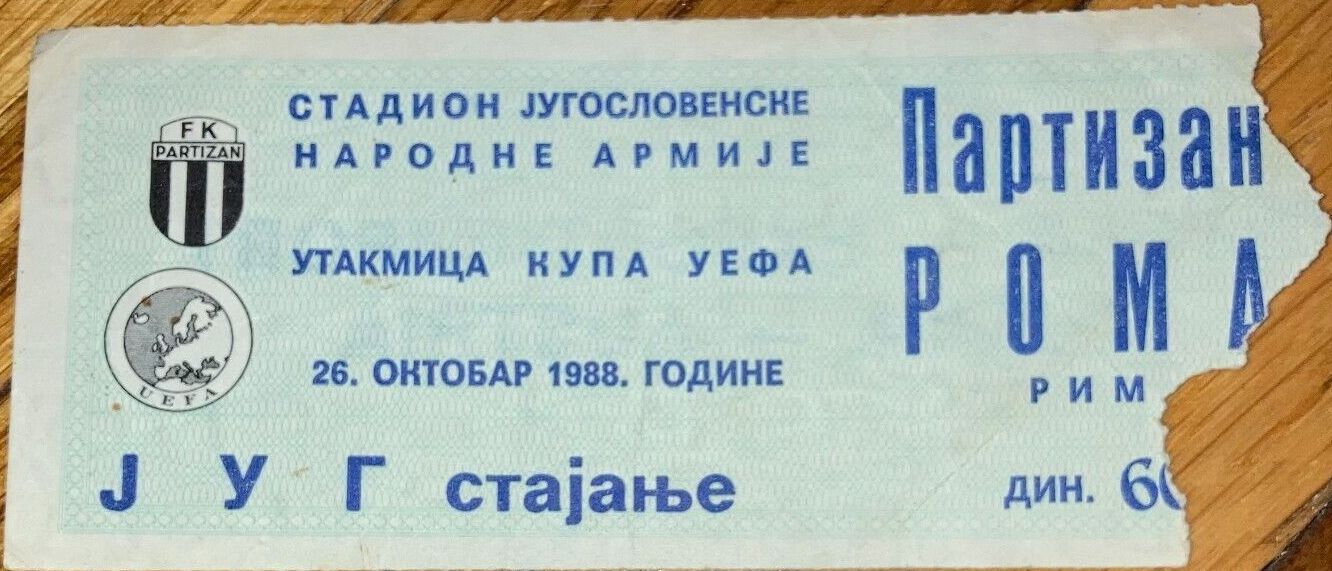 FK
PARTIZAN
UEFA
СТАДИОН ЈУГОСЛОВЕНСКЕ
НАРОДНЕ АРМИЈЕ
УТАКМИЦА КУПА УЕФА
26. ОКТОБАР 1988. ГОДИНЕ
ЈУГ стајање
Партизан
РОМА
РИМ
ДИН.